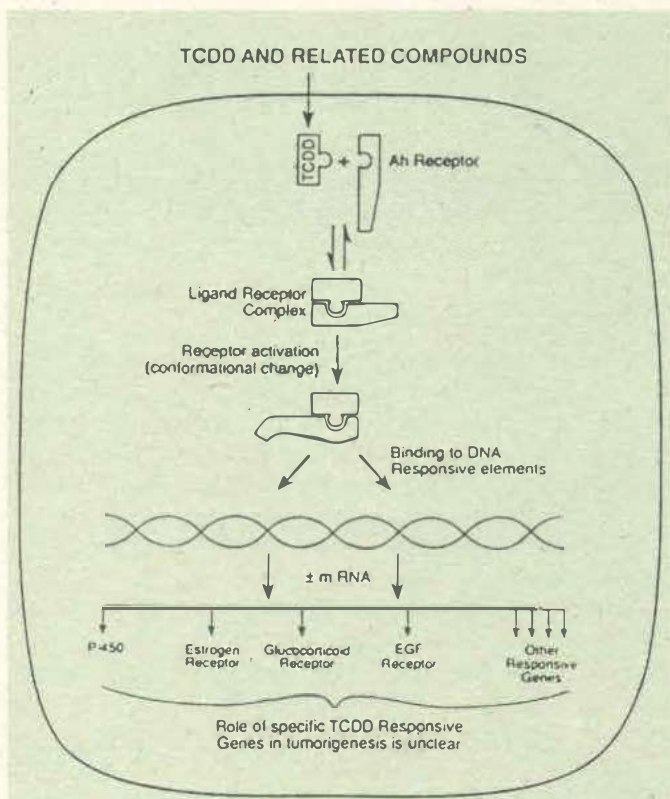 TCDD AND RELATED COMPOUNDS
TCDD
+
Ah Receptor
Ligand Receptor
Complex
Receptor activation
(conformational change)
Binding to DNA
Responsive elements
± m RNA
P-450
Estrogen
Receptor
Glucocorticoid
Receptor
EGF
Receptor
Other
Responsive
Genes
Role of specific TCDD Responsive
Genes in tumorigenesis is unclear